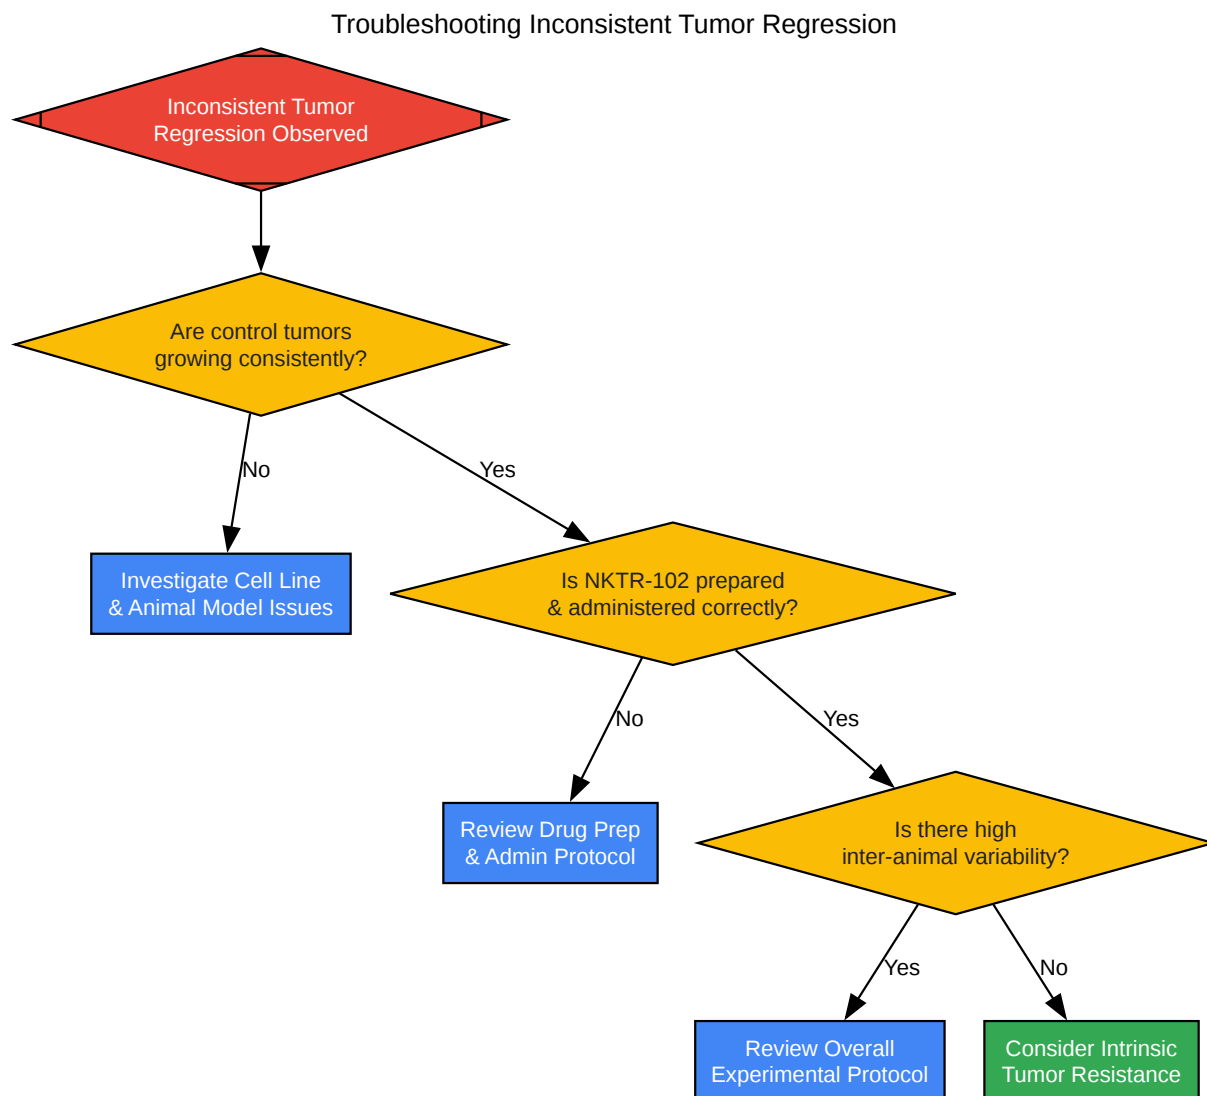 Troubleshooting Inconsistent Tumor Regression
Inconsistent Tumor
Regression Observed
Are control tumors
growing consistently?
No
Yes
Investigate Cell Line
& Animal Model Issues
Is NKTR-102 prepared
& administered correctly?
No
Yes
Review Drug Prep
& Admin Protocol
Is there high
inter-animal variability?
Yes
No
Review Overall
Experimental Protocol
Consider Intrinsic
Tumor Resistance